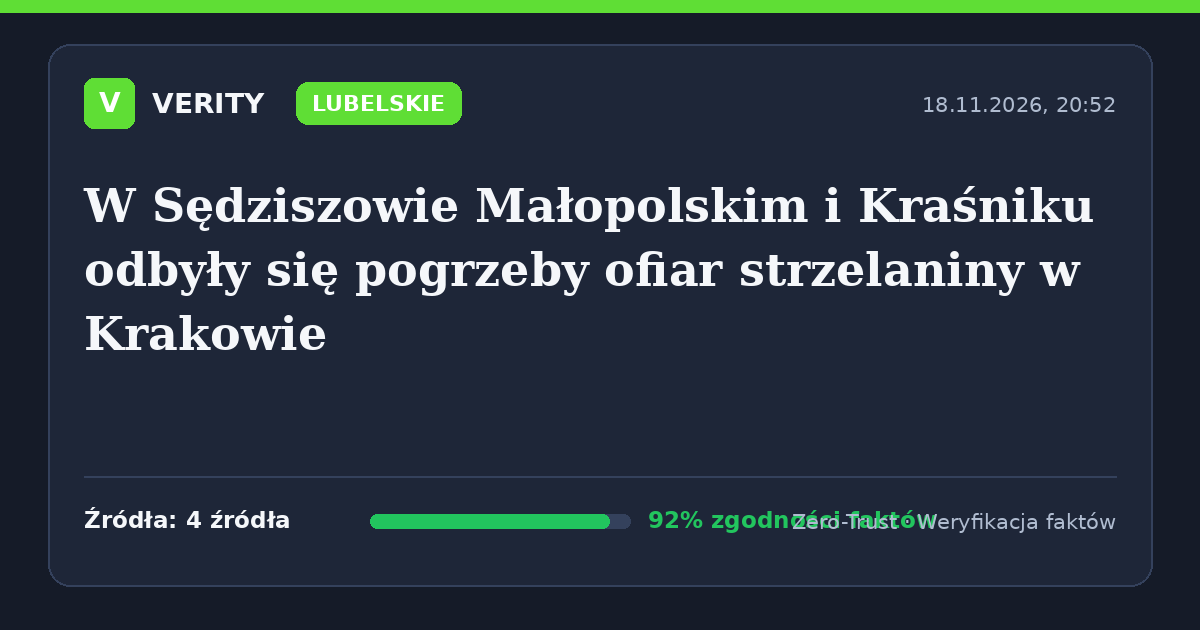 V VERITY LUBELSKIE 18.11.2026, 20:52
W Sędziszowie Małopolskim i Kraśniku
odbyły się pogrzeby ofiar strzelaniny w
Krakowie
Źródła: 4 źródła 92% zgodności faktów Zero-Trust · Weryfikacja faktów